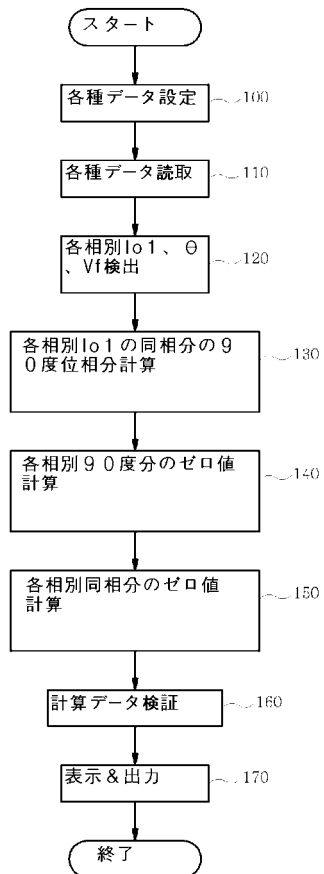 スタート
各種データ設定
100
各種データ読取
110
各相別Io1、θ
、Vf検出
120
各相別Io1の同相分の9
0度位相分計算
130
各相別90度分のゼロ値
計算
140
各相別同相分のゼロ値
計算
150
計算データ検証
160
表示&出力
170
終了